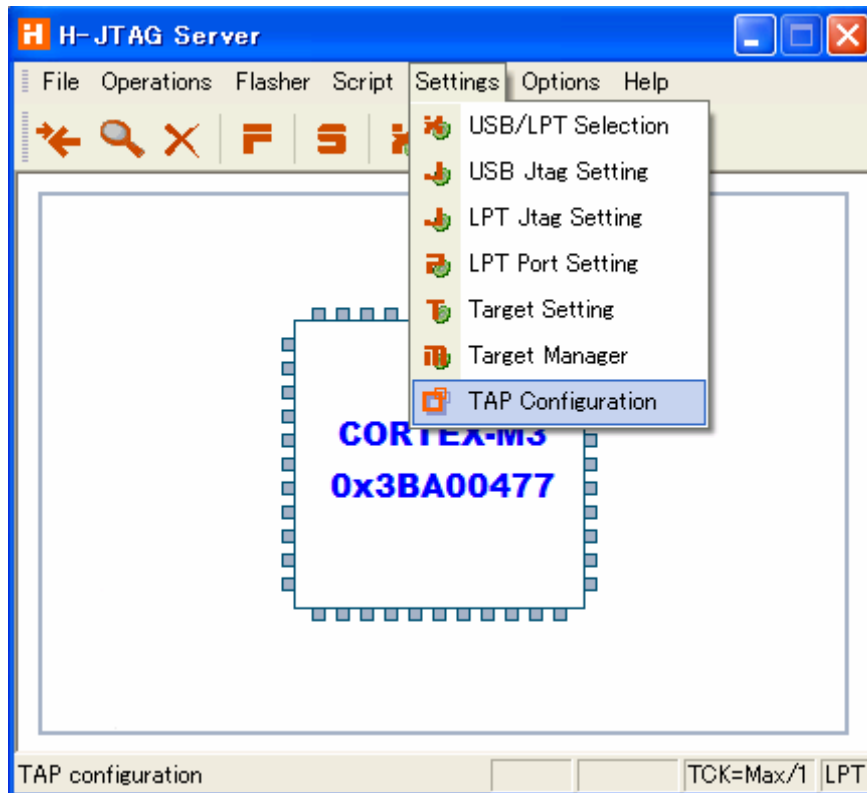 H-JTAG Server
File Operations Flasher Script Settings Options Help
USB/LPT Selection
USB Jtag Setting
LPT Jtag Setting
LPT Port Setting
Target Setting
Target Manager
TAP Configuration
CORTEX-M3
0x3BA00477
TAP configuration TCK=Max/1 LPT